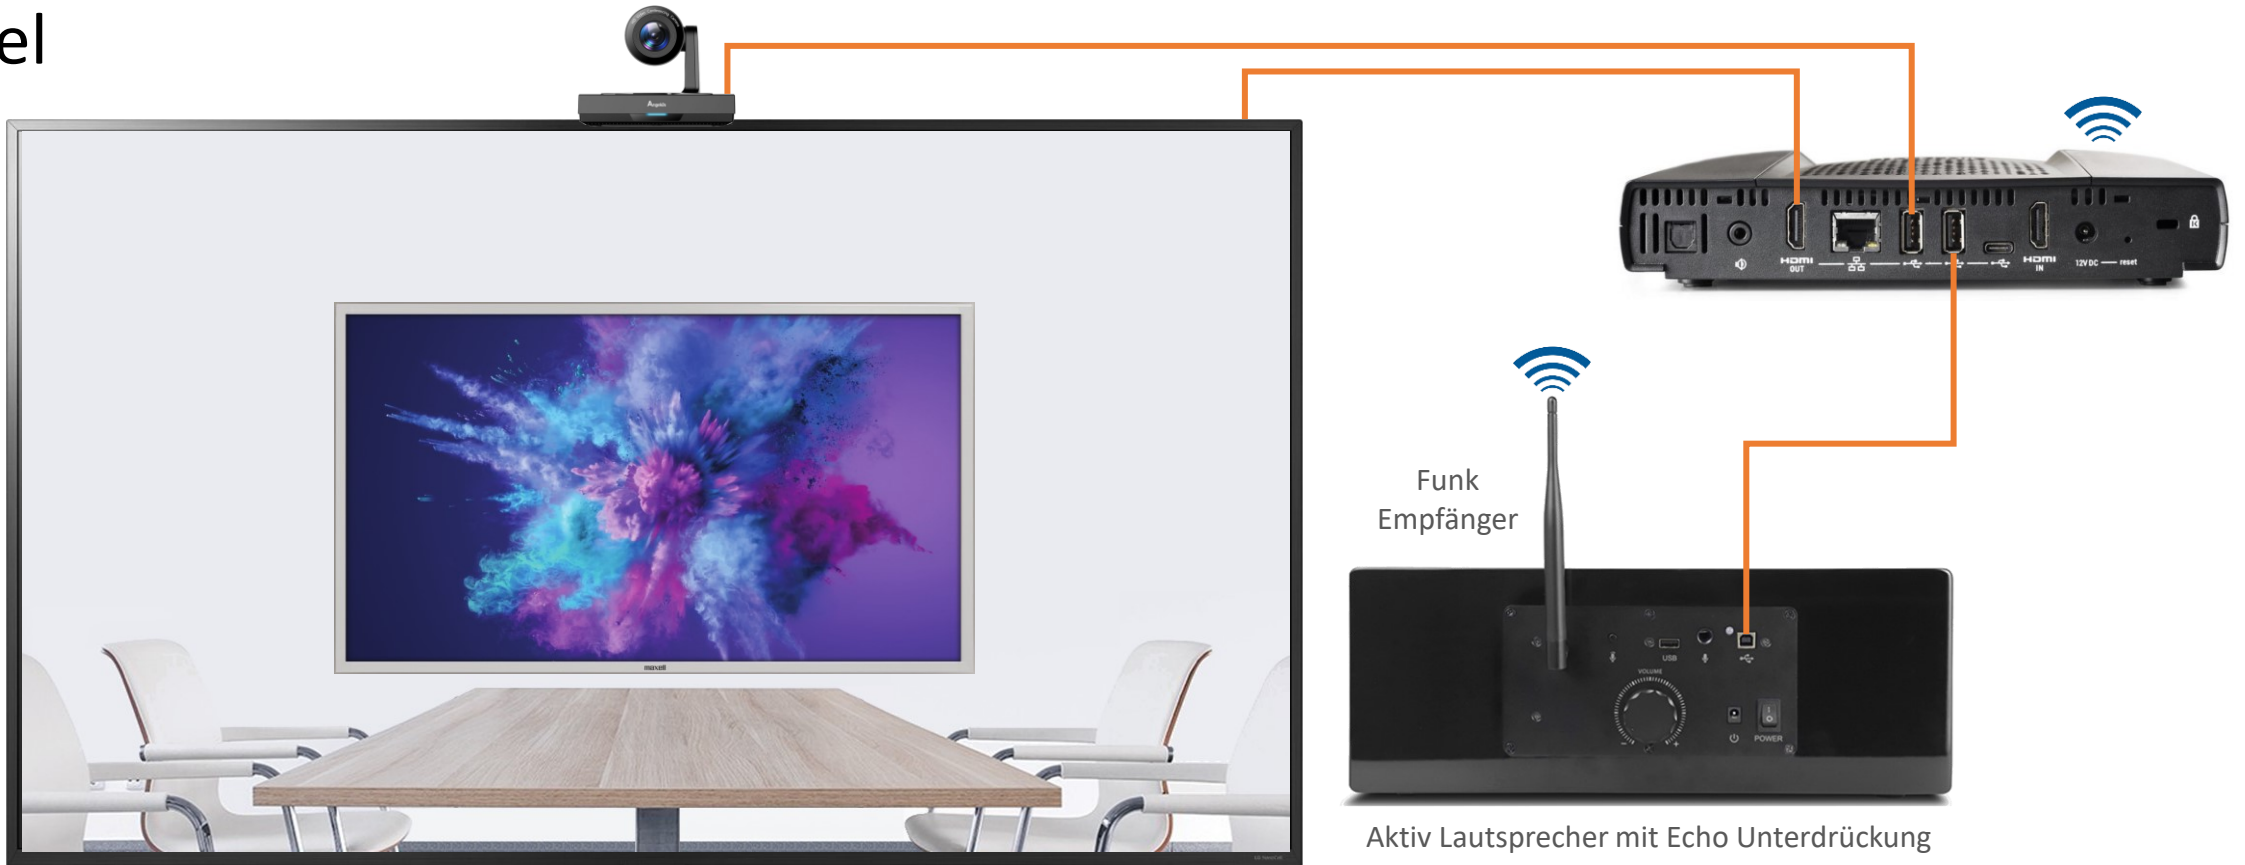 el
Angekis
maxell
HDMI
OUT
HDMI
IN
12V DC
reset
Funk
Empfänger
USB
VOLUME
- +
POWER
Aktiv Lautsprecher mit Echo Unterdrückung